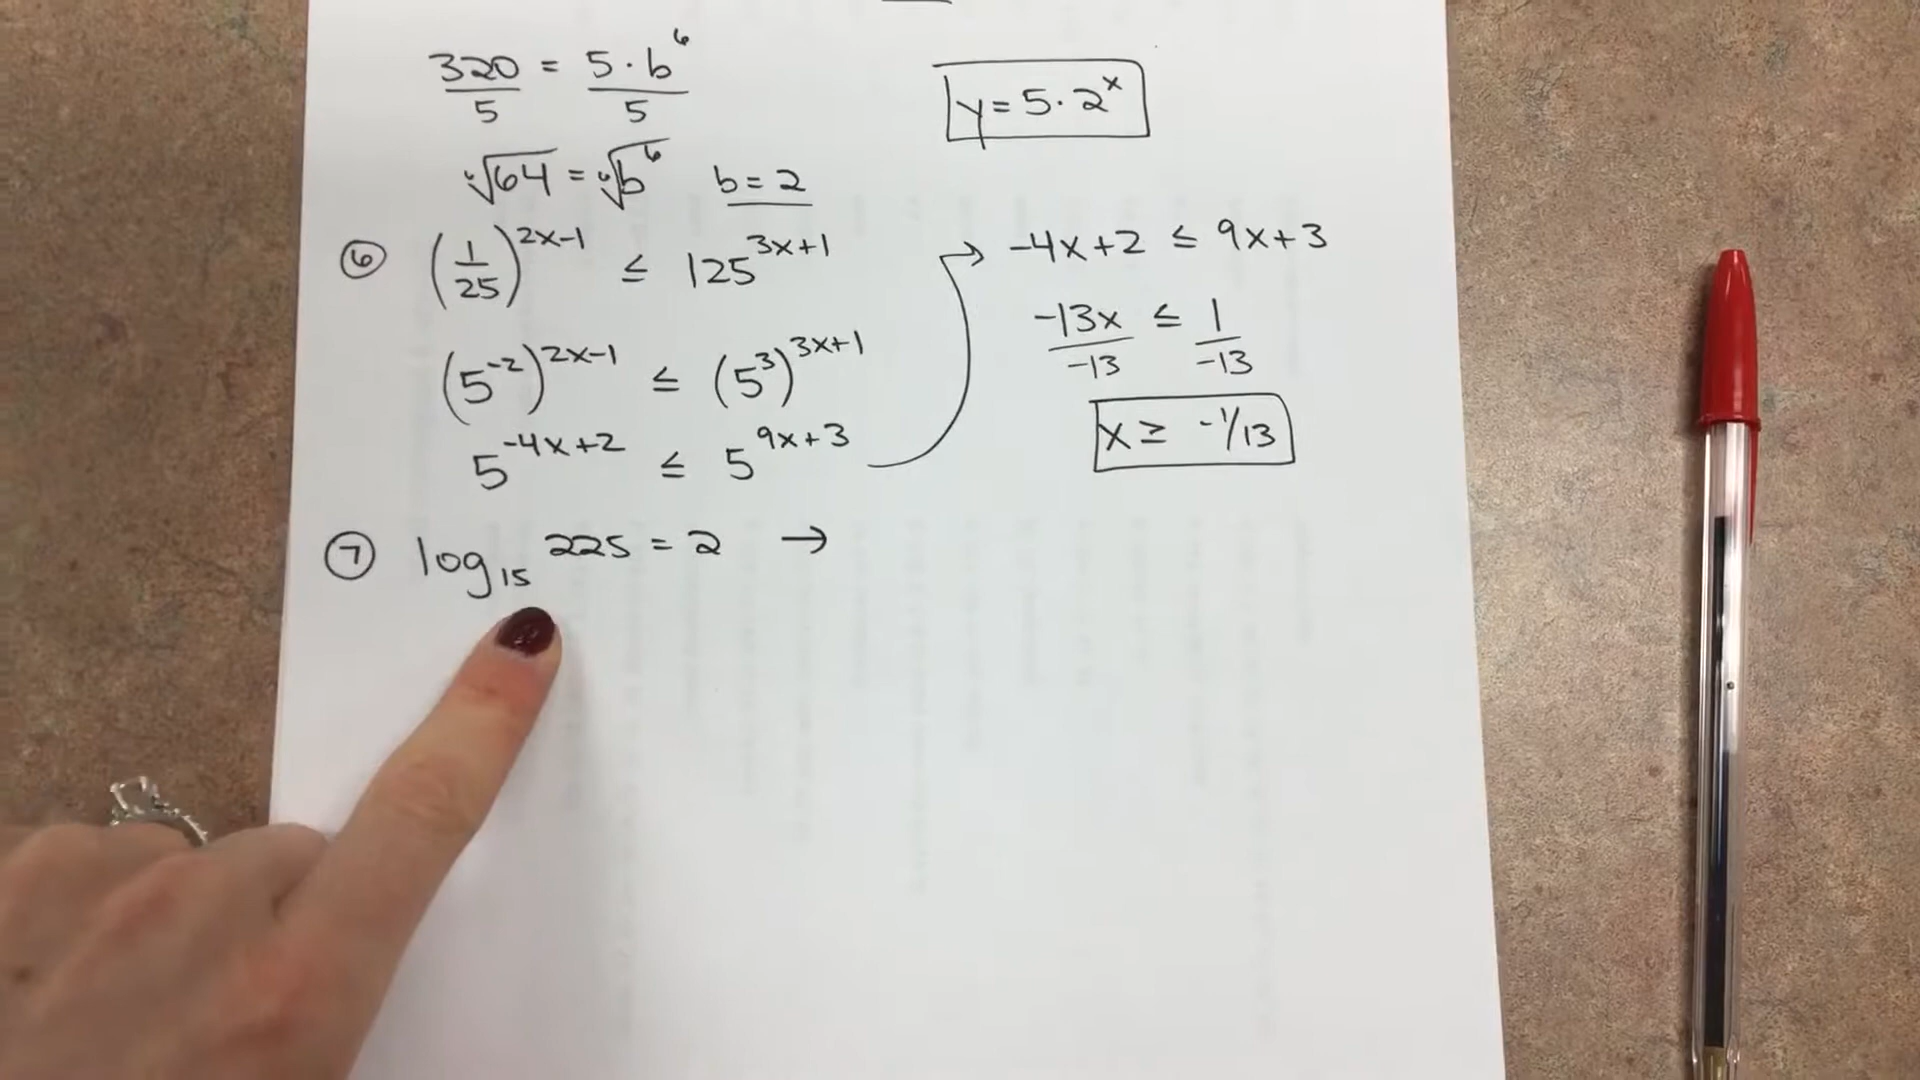 320 = 5 · b^6
5 5
⁶√64 = ⁶√b^6 b = 2
y = 5 · 2^x
⑥ (1/25)^(2x-1) ≤ 125^(3x+1)
(5^-2)^(2x-1) ≤ (5^3)^(3x+1)
5^(-4x+2) ≤ 5^(9x+3)
→ -4x+2 ≤ 9x+3
-13x ≤ 1
-13 -13
x ≥ -1/13
⑦ log₁₅ 225 = 2 →